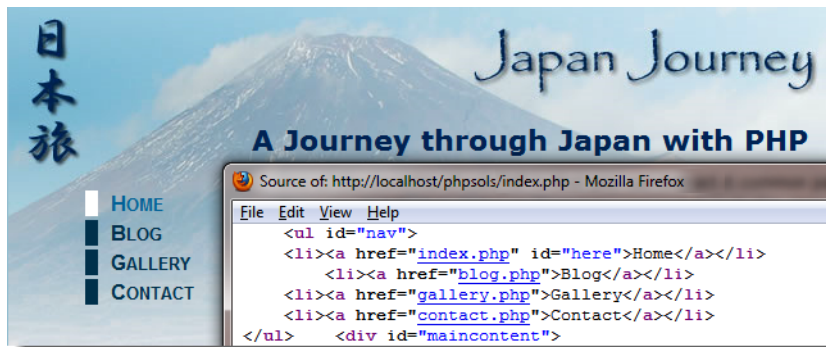 日
本
旅
Japan Journey
A Journey through Japan with PHP
HOME
BLOG
GALLERY
CONTACT
Source of: http://localhost/phpsols/index.php - Mozilla Firefox
File Edit View Help
<ul id="nav">
<li><a href="index.php" id="here">Home</a></li>
<li><a href="blog.php">Blog</a></li>
<li><a href="gallery.php">Gallery</a></li>
<li><a href="contact.php">Contact</a></li>
</ul> <div id="maincontent">